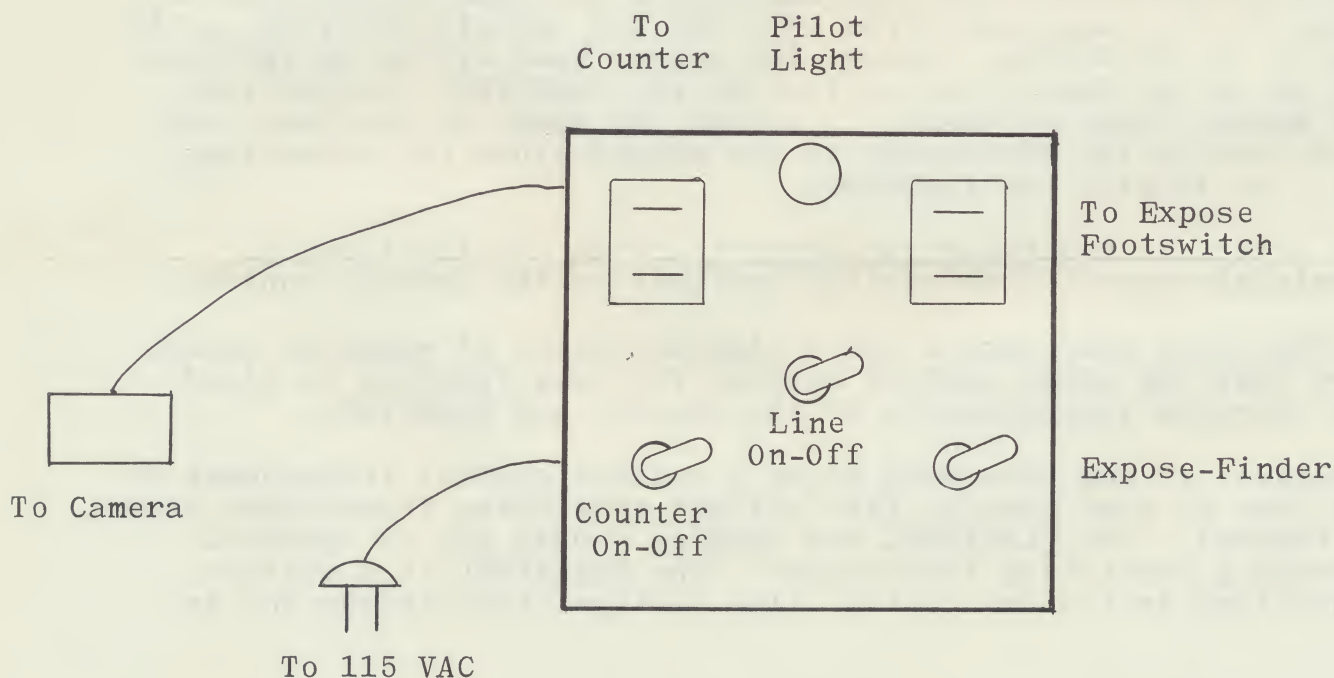 To
Counter
Pilot
Light
To Expose
Footswitch
Line
On-Off
Expose-Finder
To Camera
Counter
On-Off
To 115 VAC